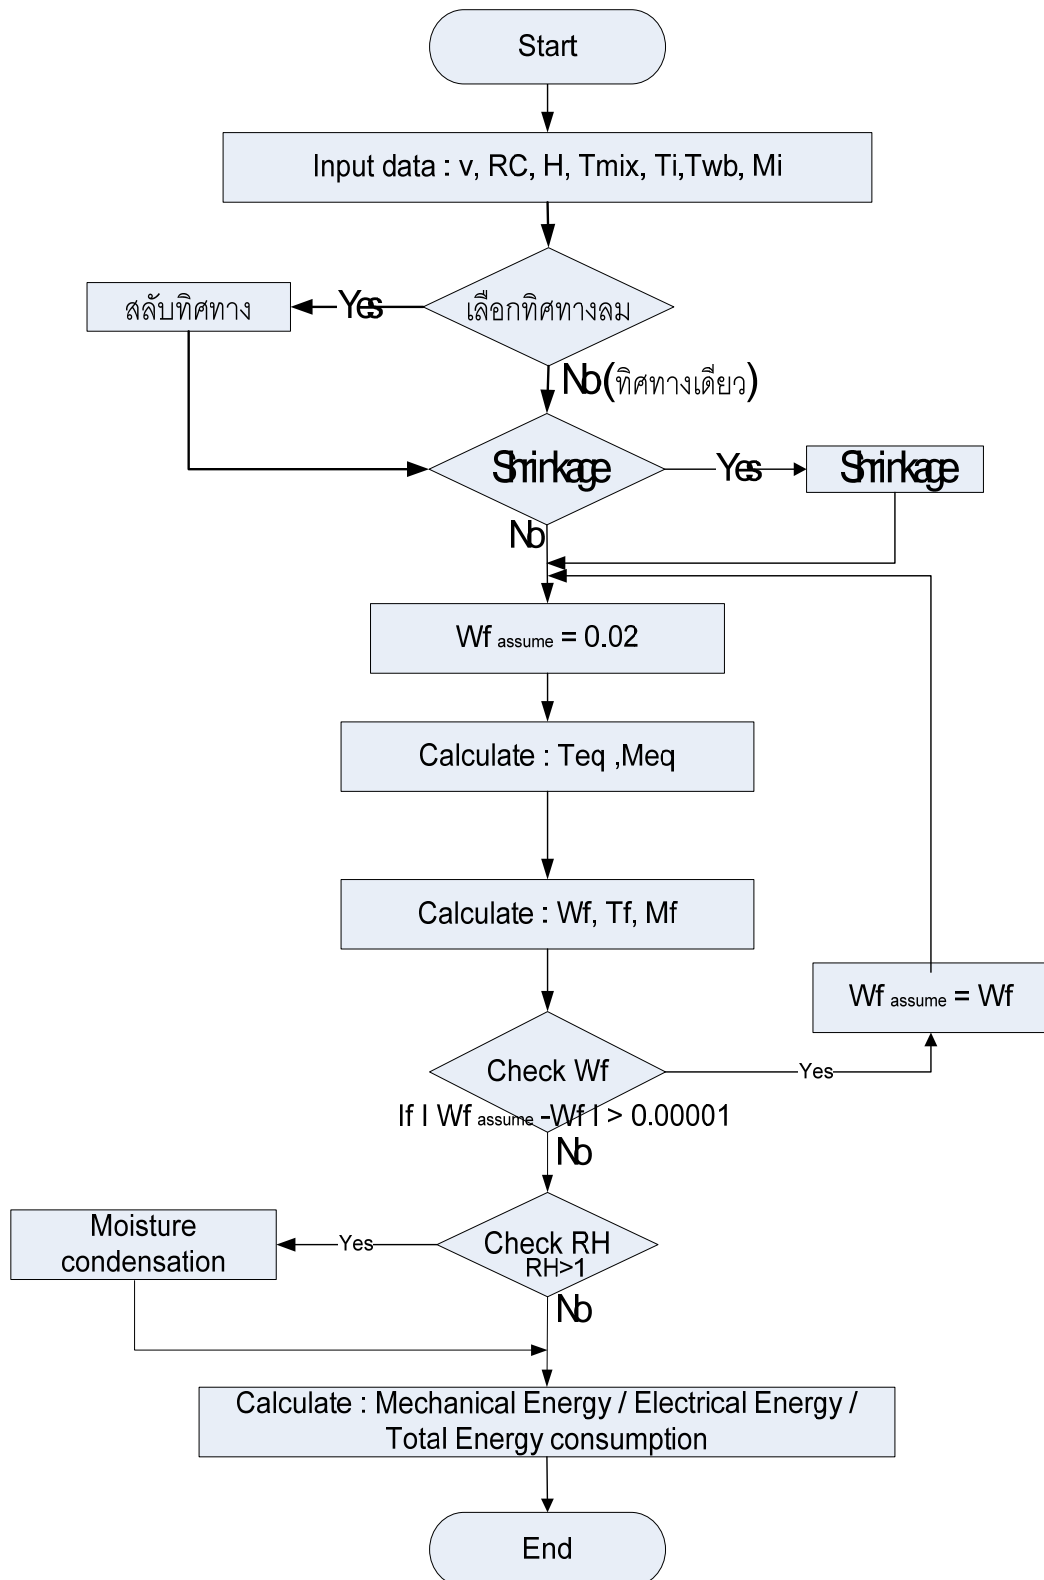 Start
Input data : v, RC, H, Tmix, Ti,Twb, Mi
เลือกทิศทางลม
Yes
สลับทิศทาง
No(ทิศทางเดียว)
Shrinkage
Yes
Shrinkage
No
Wf assume = 0.02
Calculate : Teq ,Meq
Calculate : Wf, Tf, Mf
Wf assume = Wf
Check Wf
Yes
If I Wf assume -Wf I > 0.00001
No
Check RH
RH>1
Yes
Moisture
condensation
No
Calculate : Mechanical Energy / Electrical Energy /
Total Energy consumption
End